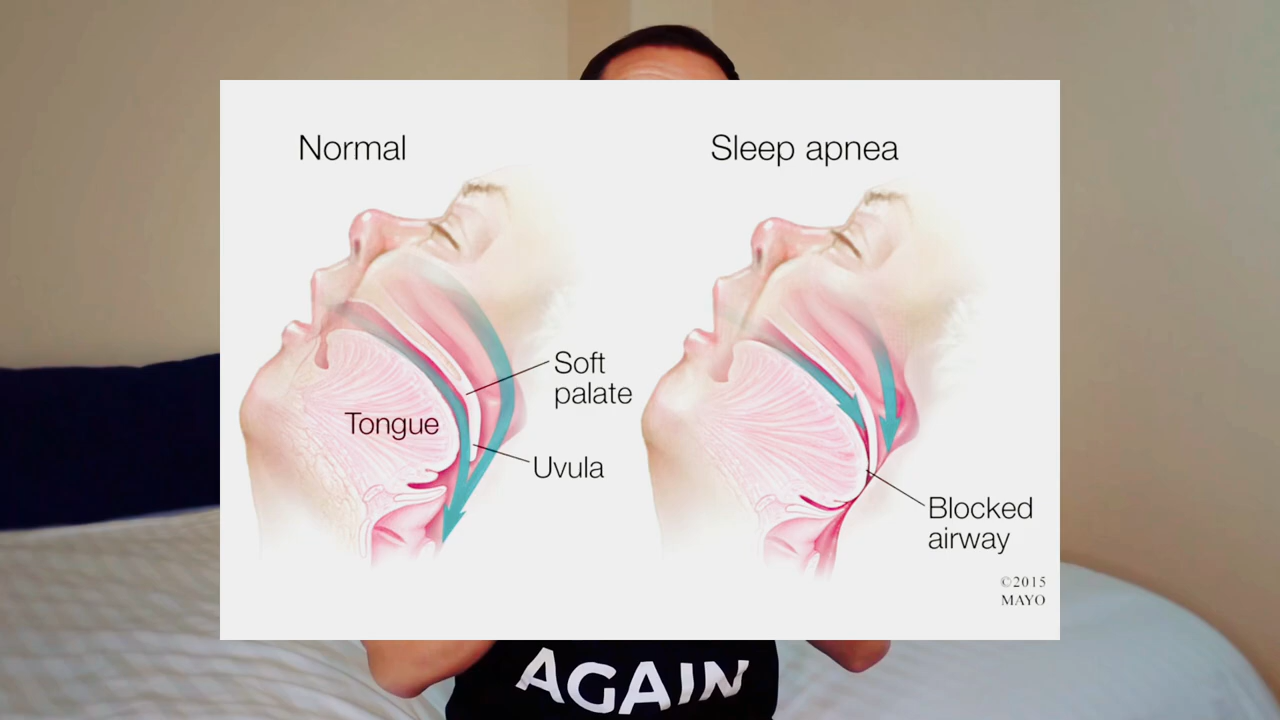 Normal
Sleep apnea
Soft
palate
Tongue
Uvula
Blocked
airway
©2015
MAYO
AGAIN